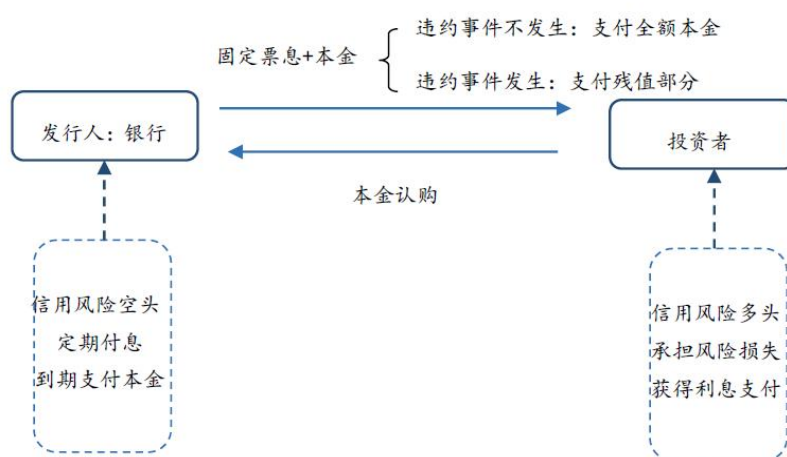 违约事件不发生：支付全额本金
固定票息+本金
违约事件发生：支付残值部分
发行人：银行
投资者
本金认购
信用风险空头
定期付息
到期支付本金
信用风险多头
承担风险损失
获得利息支付